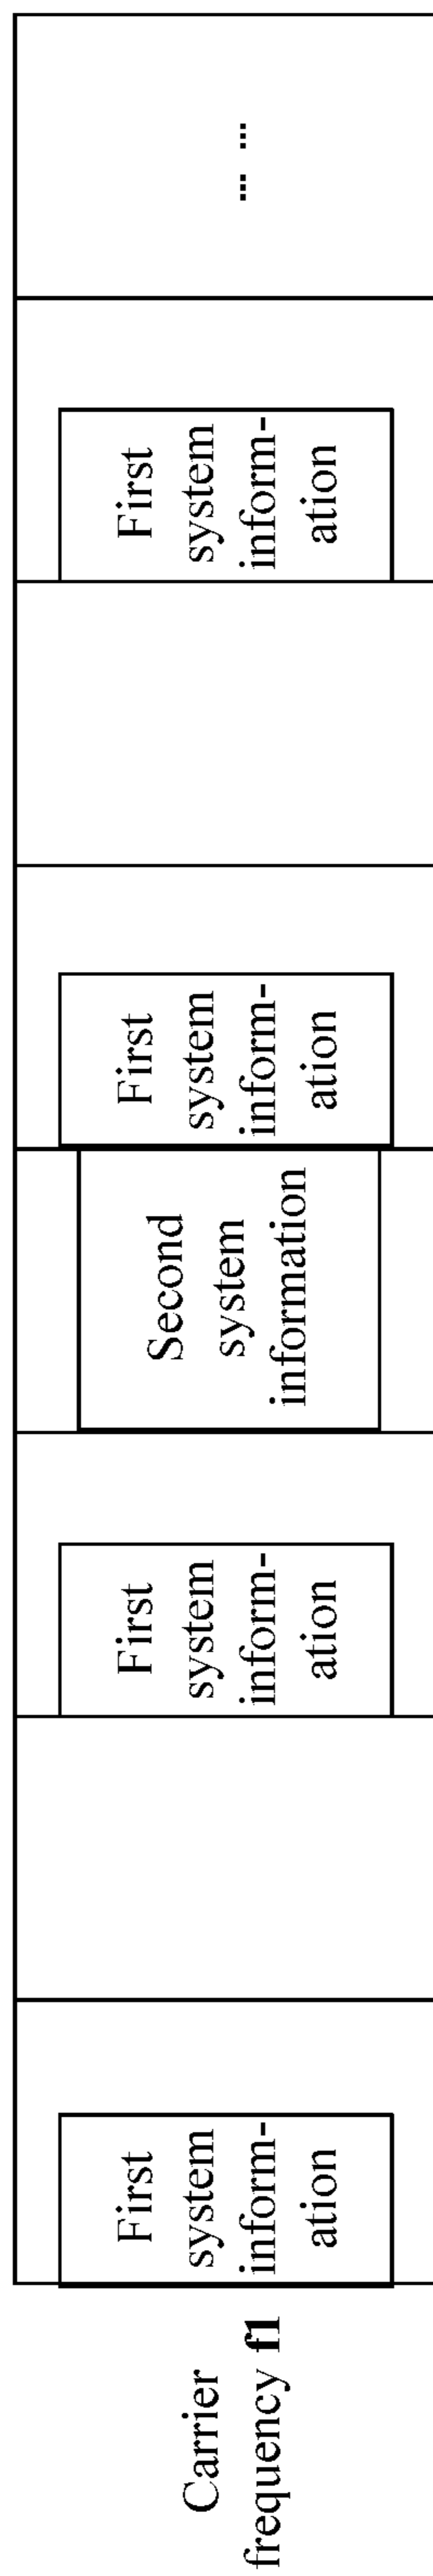 Carrier
frequency f1
First
system
inform-
ation
First
system
inform-
ation
Second
system
information
First
system
inform-
ation
First
system
inform-
ation
... ...